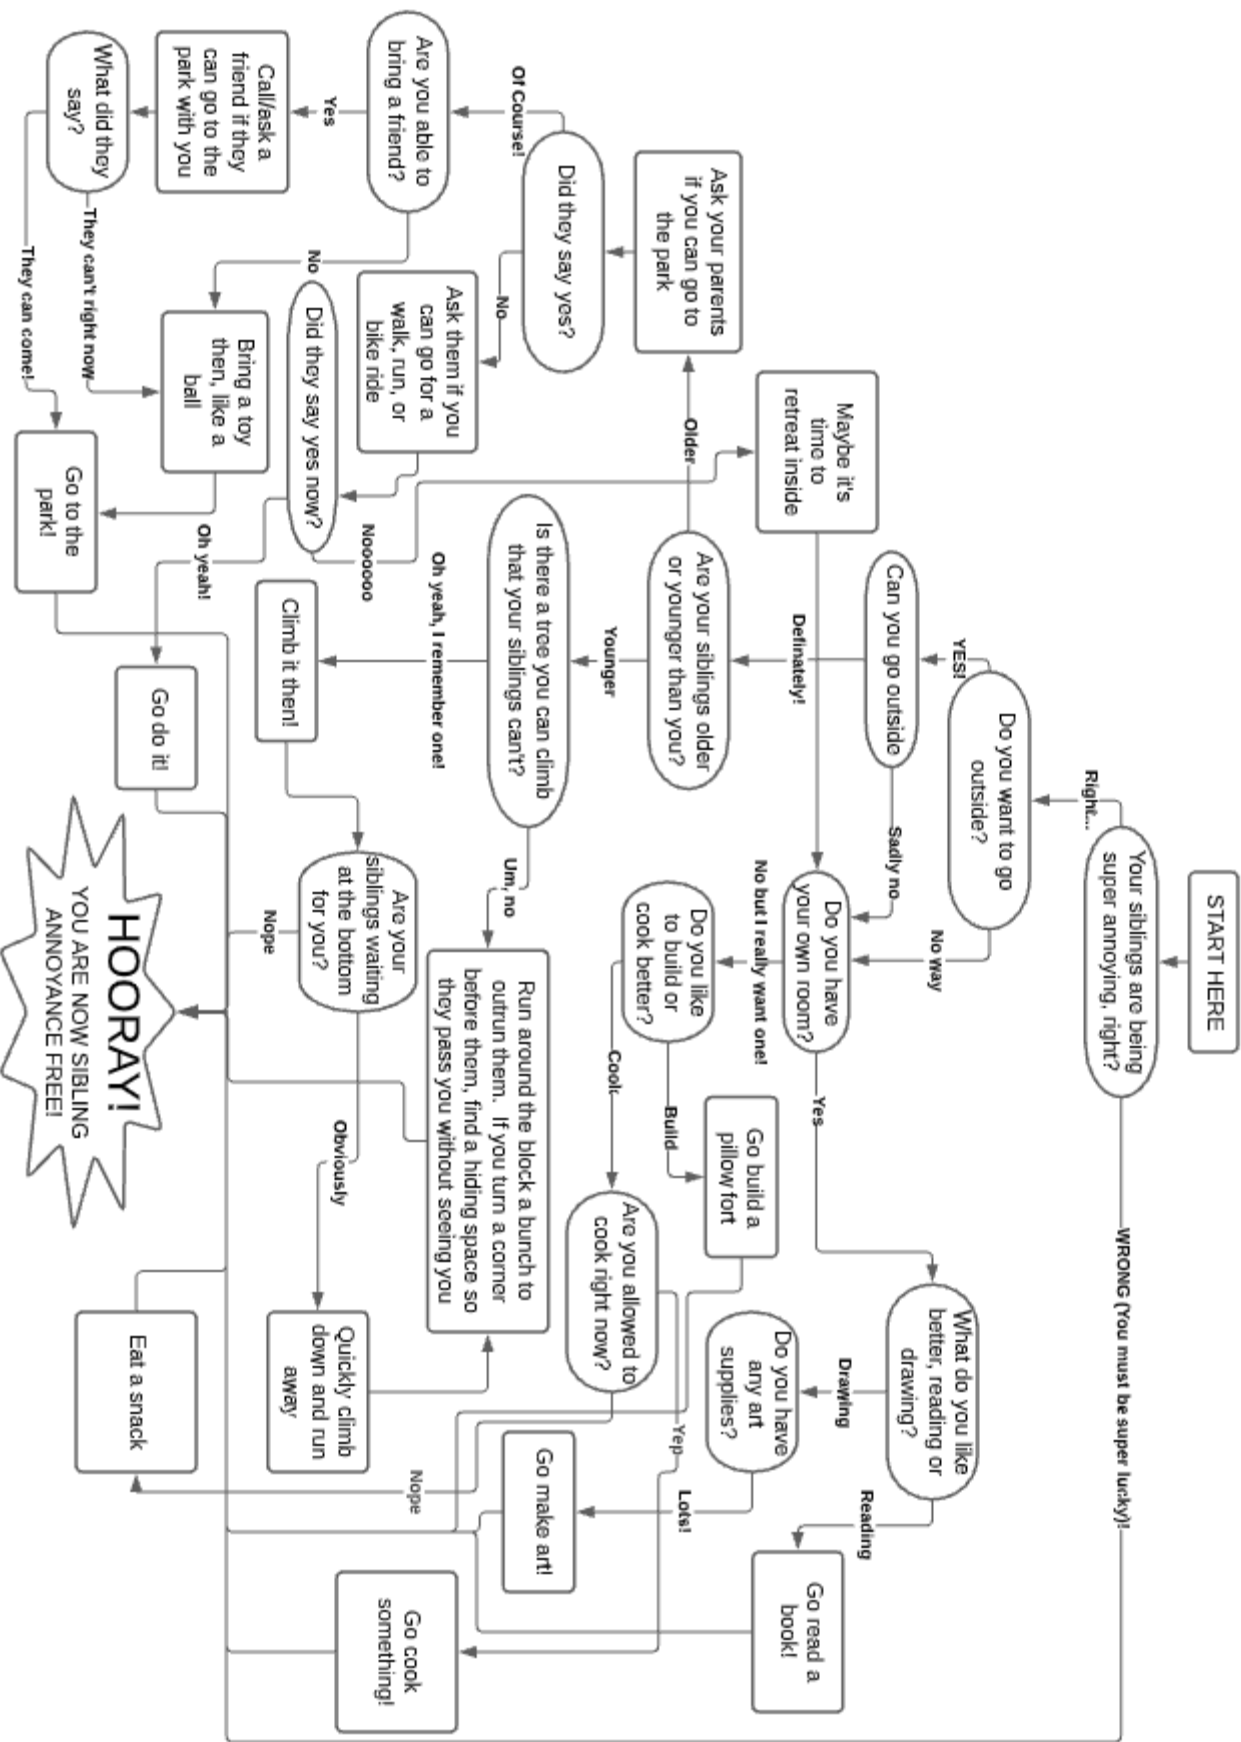 START HERE
Your siblings are being
super annoying, right?
Right...
WRONG (You must be super lucky)!
Do you want to go
outside?
YES!
No way
Can you go outside
Sadly no
Definately!
Maybe it's
time to
retreat inside
Do you have
your own room?
Yes
No but I really want one!
What do you like
better, reading or
drawing?
Drawing
Reading
Ask your parents
if you can go to
the park
Older
Are your siblings older
or younger than you?
Younger
Do you like
to build or
cook better?
Build
Cook
Go build a
pillow fort
Do you have
any art
supplies?
Lots!
Go read a
book!
Did they say yes?
Of Course!
No
Is there a tree you can climb
that your siblings can't?
Oh yeah, I remember one!
Um, no
Are you allowed to
cook right now?
Yep
Nope
Go make art!
Are you able to
bring a friend?
Yes
No
Ask them if you
can go for a
walk, run, or
bike ride
Run around the block a bunch to
outrun them. If you turn a corner
before them, find a hiding space so
they pass you without seeing you
Go cook
something!
Did they say yes now?
Noooooo
Oh yeah!
Climb it then!
Are your
siblings waiting
at the bottom
for you?
Nope
Obviously
Quickly climb
down and run
away
Call/ask a
friend if they
can go to the
park with you
Bring a toy
then, like a
ball
What did they
say?
They can't right now
They can come!
Go to the
park!
Go do it!
HOORAY!
YOU ARE NOW SIBLING
ANNOYANCE FREE!
Eat a snack